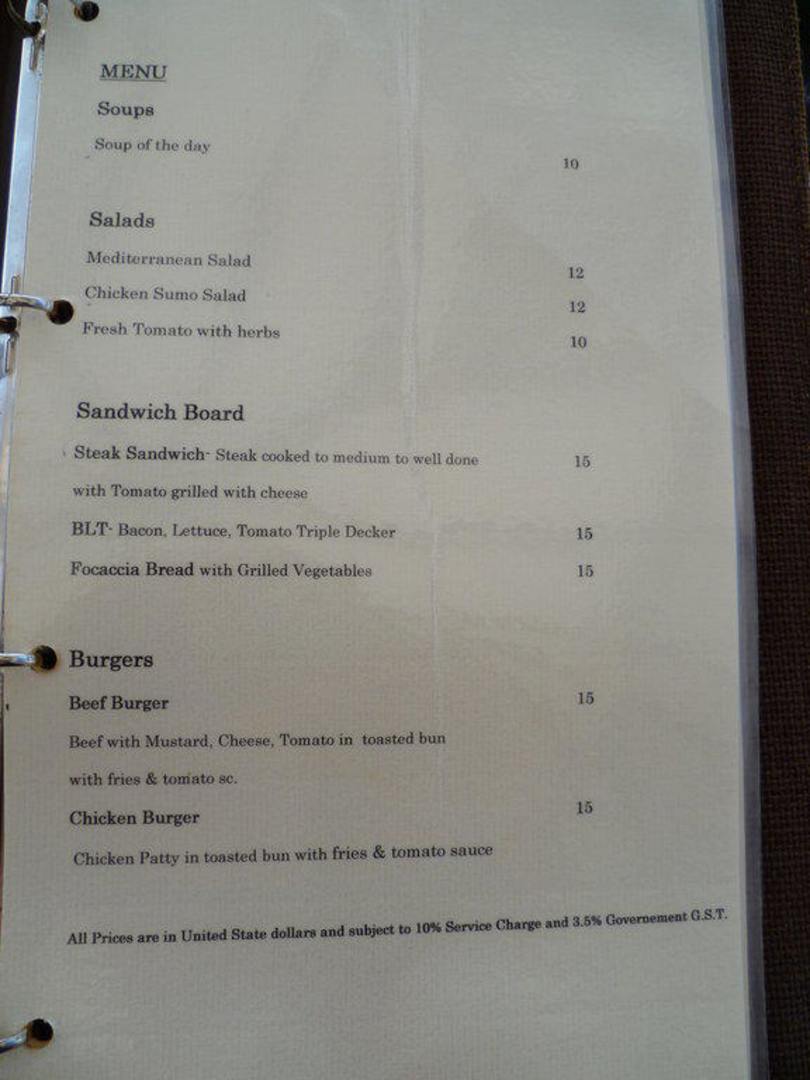 MENU
Soups
Soup of the day
10
Salads
Mediterranean Salad 12
Chicken Sumo Salad 12
Fresh Tomato with herbs 10
Sandwich Board
Steak Sandwich- Steak cooked to medium to well done 15
with Tomato grilled with cheese
BLT- Bacon, Lettuce, Tomato Triple Decker 15
Focaccia Bread with Grilled Vegetables 15
Burgers
Beef Burger 15
Beef with Mustard, Cheese, Tomato in toasted bun
with fries & tomato sc.
Chicken Burger 15
Chicken Patty in toasted bun with fries & tomato sauce
All Prices are in United State dollars and subject to 10% Service Charge and 3.5% Governement G.S.T.